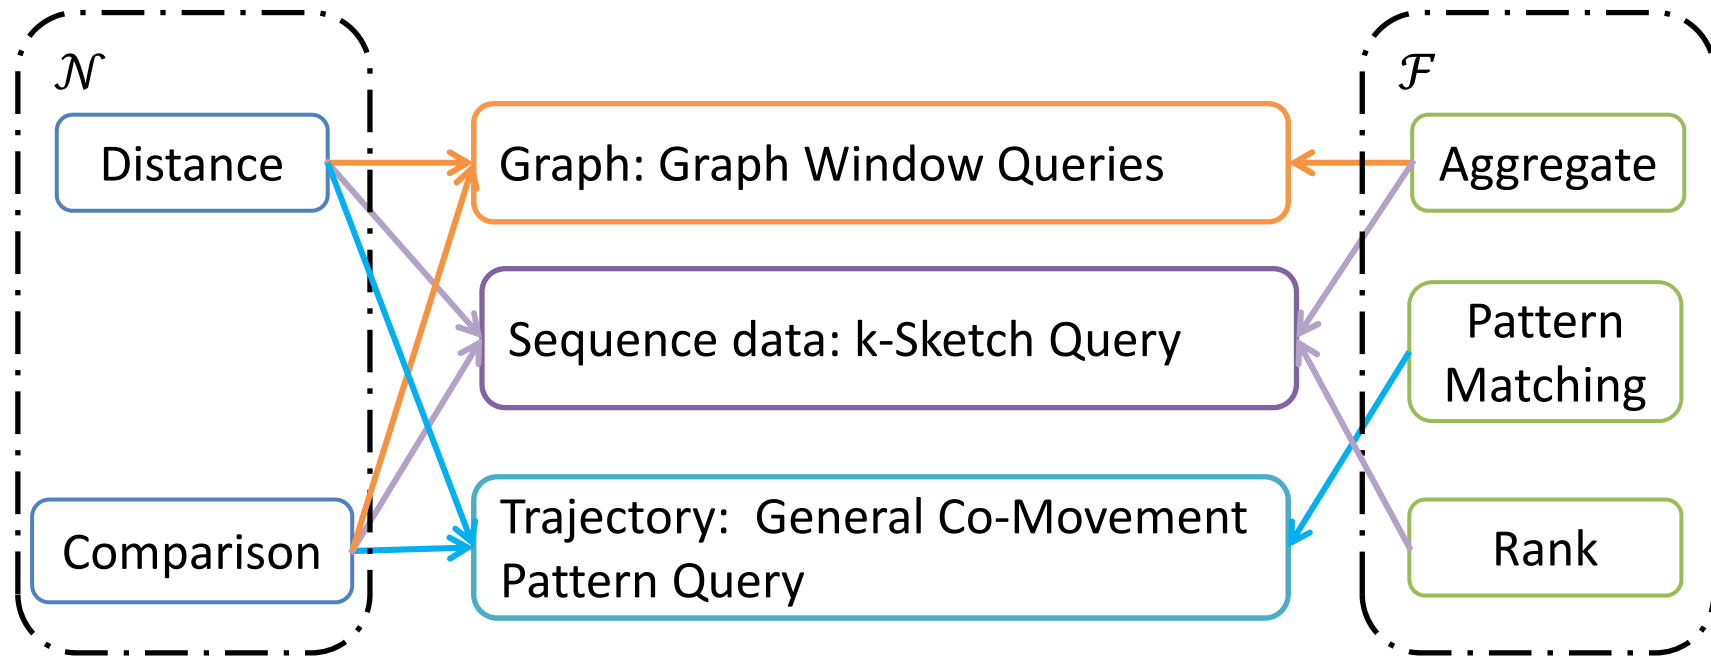 𝒩
Distance
Comparison
Graph: Graph Window Queries
Sequence data: k-Sketch Query
Trajectory:  General Co-Movement
Pattern Query
ℱ
Aggregate
Pattern
Matching
Rank